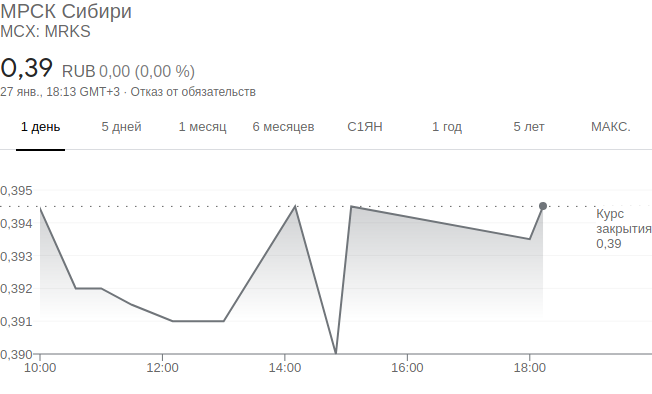 МРСК Сибири
MCX: MRKS
0,39 RUB 0,00 (0,00 %)
27 янв., 18:13 GMT+3 · Отказ от обязательств
1 день 5 дней 1 месяц 6 месяцев С1ЯН 1 год 5 лет МАКС.
0,395
0,394
0,393
0,392
0,391
0,390
Курс
закрытия
0,39
10:00 12:00 14:00 16:00 18:00